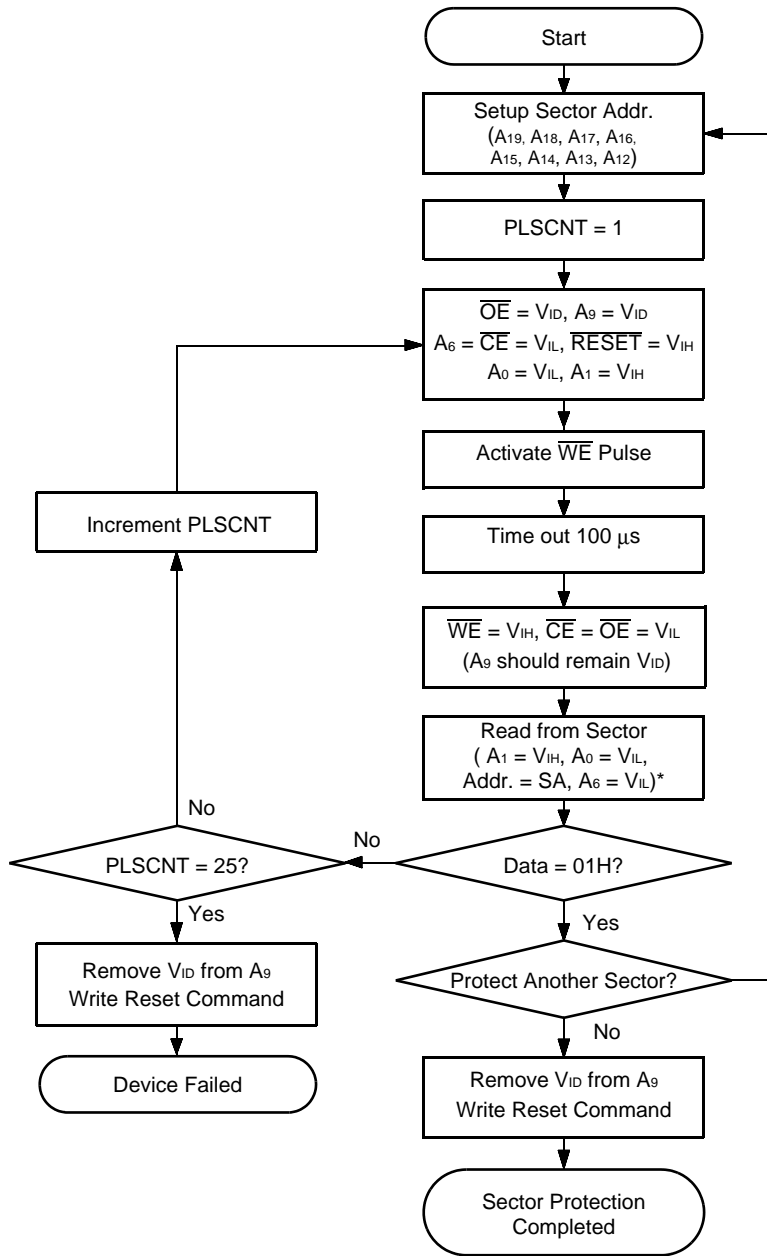 Start
Setup Sector Addr.
(A19, A18, A17, A16,
A15, A14, A13, A12)
PLSCNT = 1
OE = VID, A9 = VID
A6 = CE = VIL, RESET = VIH
A0 = VIL, A1 = VIH
Activate WE Pulse
Increment PLSCNT
Time out 100 μs
WE = VIH, CE = OE = VIL
(A9 should remain VID)
Read from Sector
( A1 = VIH, A0 = VIL,
Addr. = SA, A6 = VIL)*
No
PLSCNT = 25?
No
Data = 01H?
Yes
Yes
Remove VID from A9
Write Reset Command
Protect Another Sector?
No
Device Failed
Remove VID from A9
Write Reset Command
Sector Protection
Completed